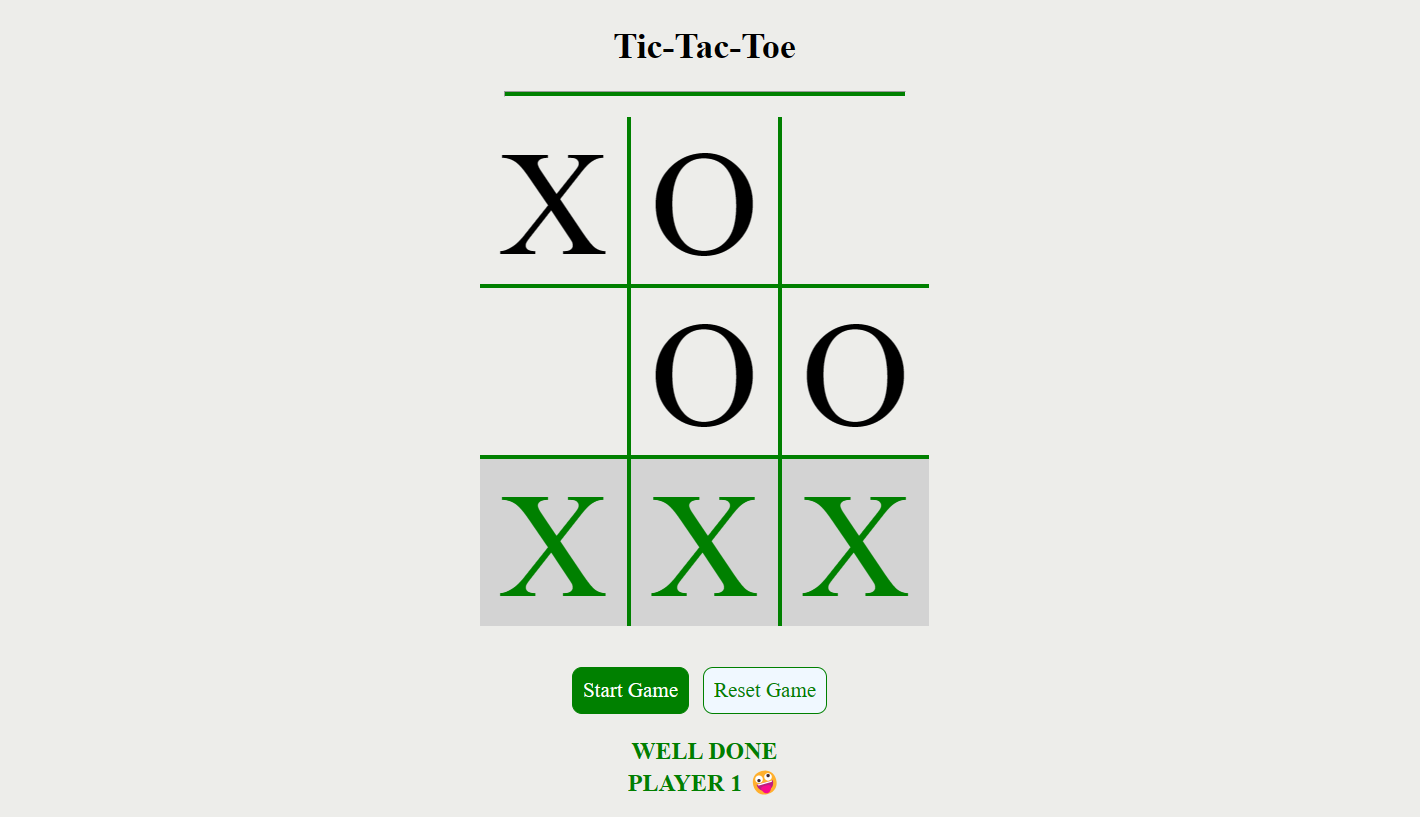 Tic-Tac-Toe
X O
O O
X X X
Start Game Reset Game
WELL DONE
PLAYER 1 🤪